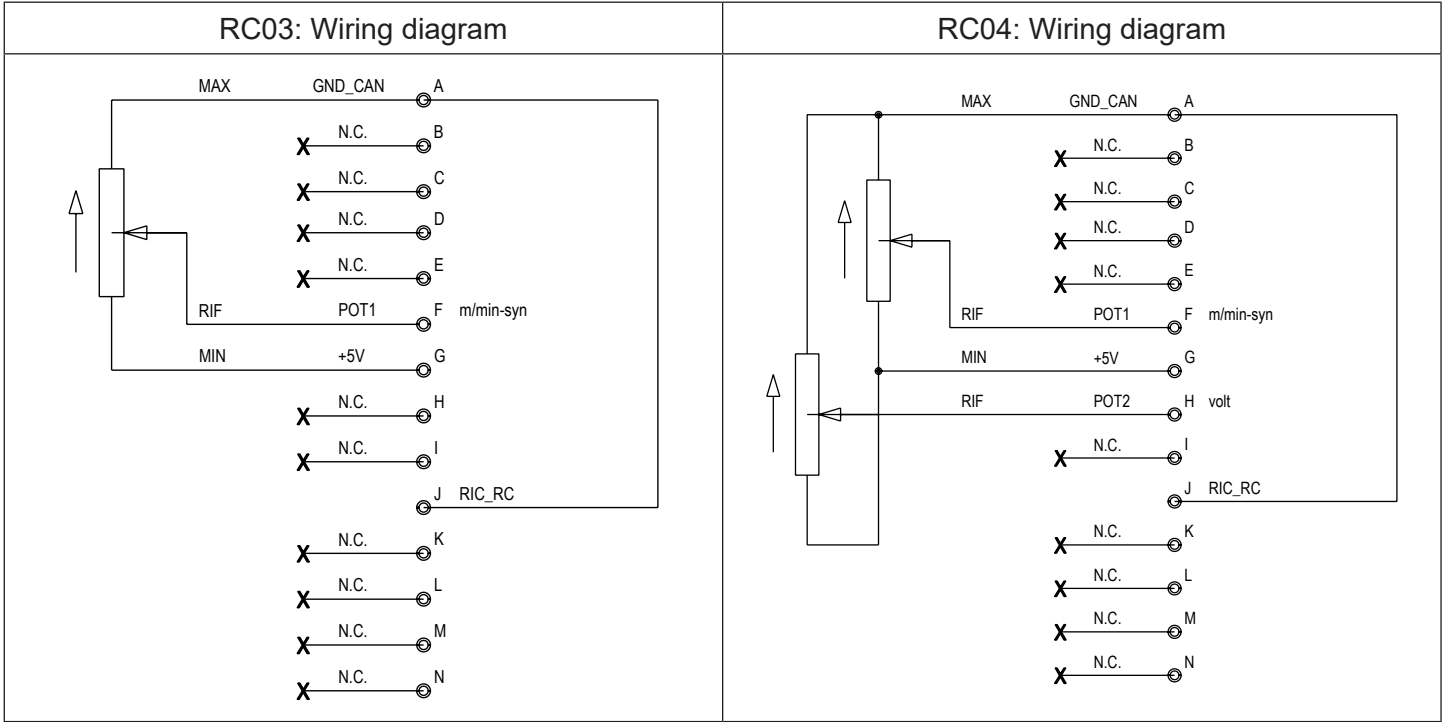 RC03: Wiring diagram
MAX GND_CAN A
N.C. B
N.C. C
N.C. D
N.C. E
RIF POT1 F m/min-syn
MIN +5V G
N.C. H
N.C. I
J RIC_RC
N.C. K
N.C. L
N.C. M
N.C. N
RC04: Wiring diagram
MAX GND_CAN A
N.C. B
N.C. C
N.C. D
N.C. E
RIF POT1 F m/min-syn
MIN +5V G
RIF POT2 H volt
N.C. I
J RIC_RC
N.C. K
N.C. L
N.C. M
N.C. N